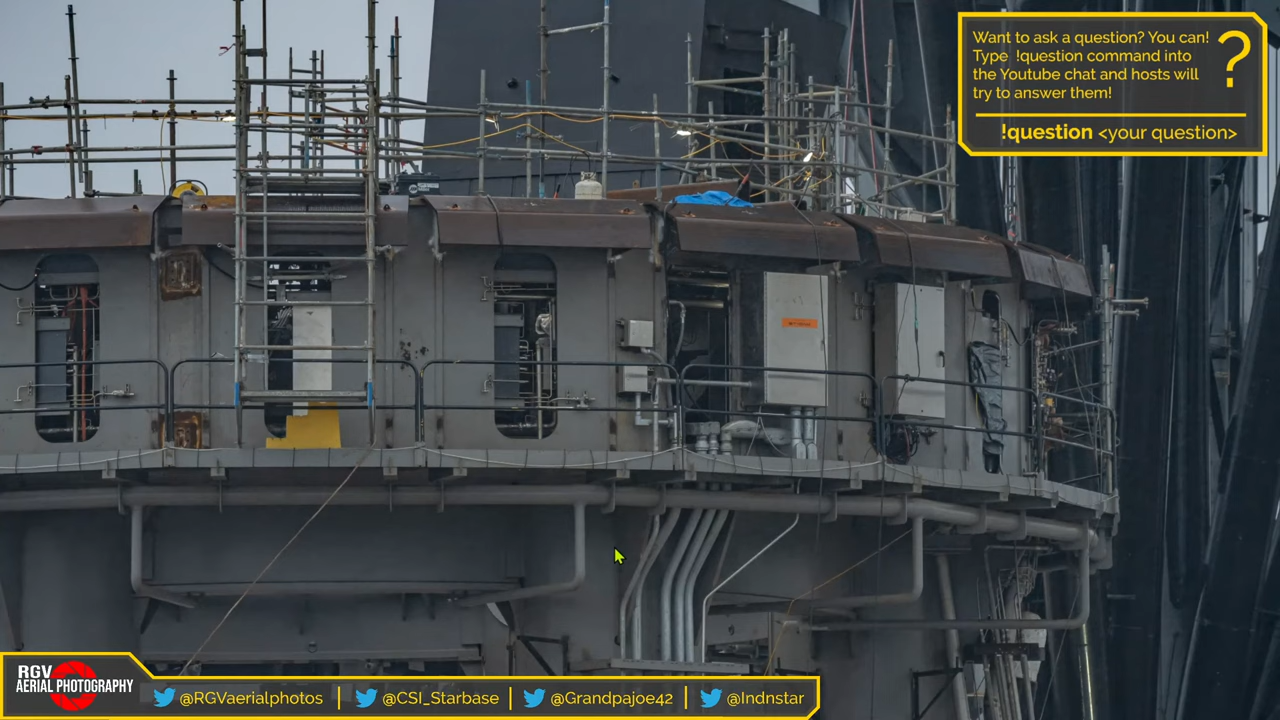 Want to ask a question? You can!
Type !question command into
the Youtube chat and hosts will
try to answer them!
?
!question <your question>
RGV
AERIAL PHOTOGRAPHY
@RGVaerialphotos | @CSI_Starbase | @Grandpajoe42 | @Indnstar